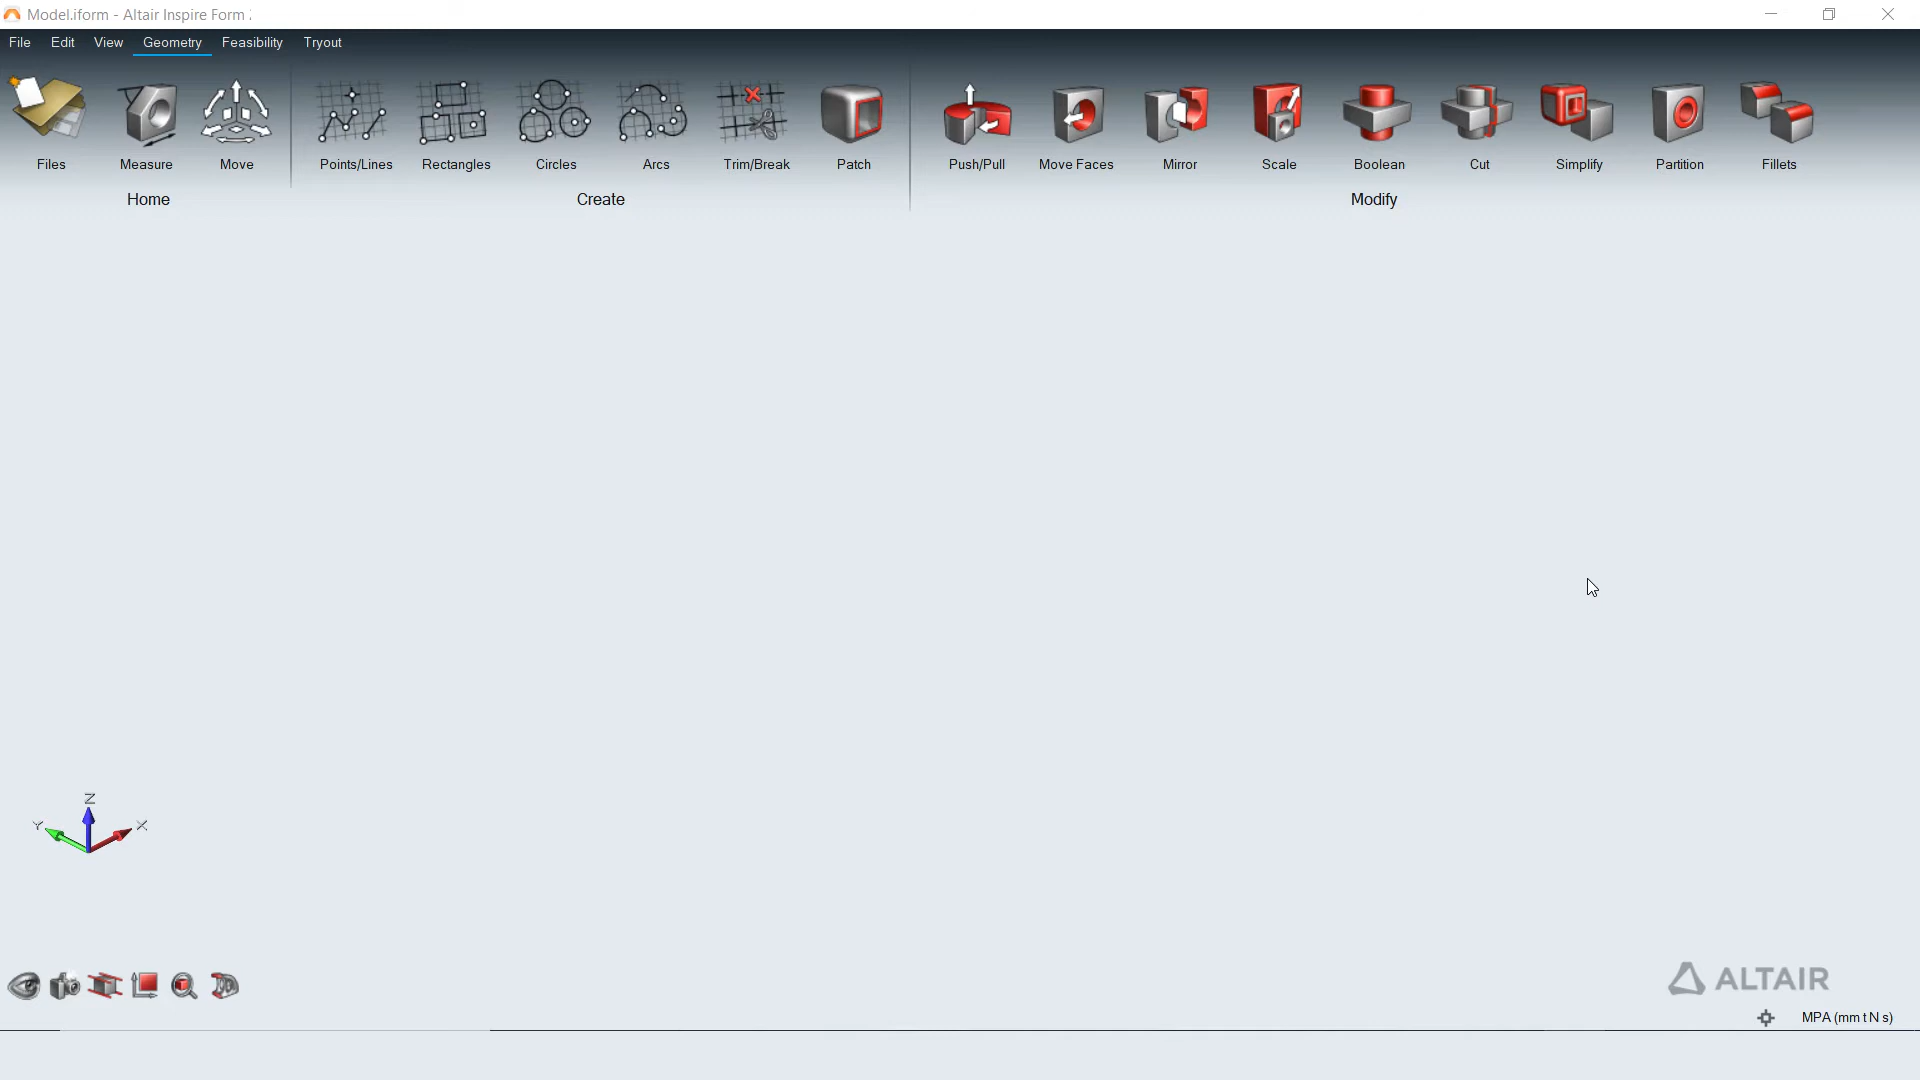 Model.iform - Altair Inspire Form
File Edit View Geometry Feasibility Tryout
Files Measure Move Points/Lines Rectangles Circles Arcs Trim/Break Patch Push/Pull Move Faces Mirror Scale Boolean Cut Simplify Partition Fillets
Home Create Modify
Z
Y X
ALTAIR
MPA (mm t N s)